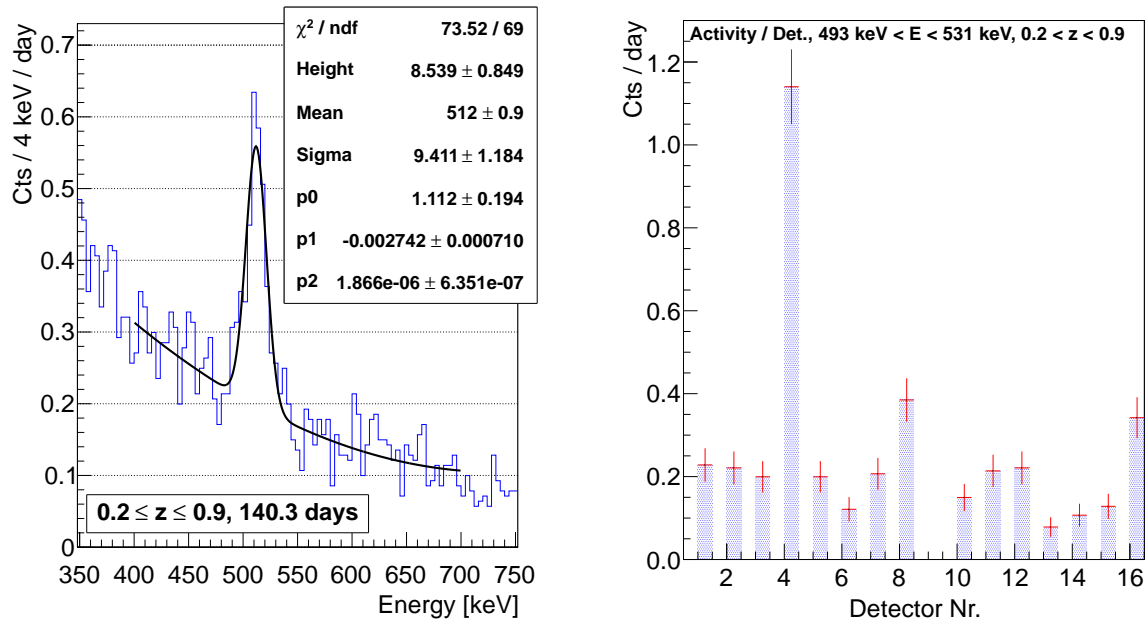 Cts / 4 keV / day
0.7
0.6
0.5
0.4
0.3
0.2
0.1
0
χ² / ndf 73.52 / 69
Height 8.539 ± 0.849
Mean 512 ± 0.9
Sigma 9.411 ± 1.184
p0 1.112 ± 0.194
p1 -0.002742 ± 0.000710
p2 1.866e-06 ± 6.351e-07
0.2 ≤ z ≤ 0.9, 140.3 days
350 400 450 500 550 600 650 700 750
Energy [keV]
Activity / Det., 493 keV < E < 531 keV, 0.2 < z < 0.9
Cts / day
1.2
1.0
0.8
0.6
0.4
0.2
0.0
2 4 6 8 10 12 14 16
Detector Nr.